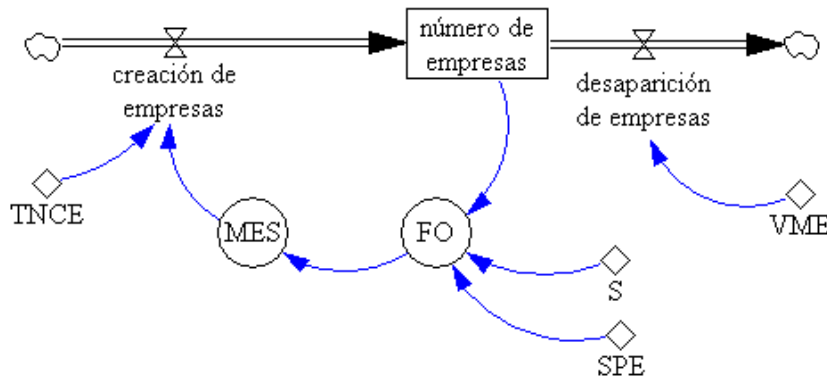 número de
empresas
creación de
empresas
desaparición
de empresas
TNCE
VME
MES
FO
S
SPE